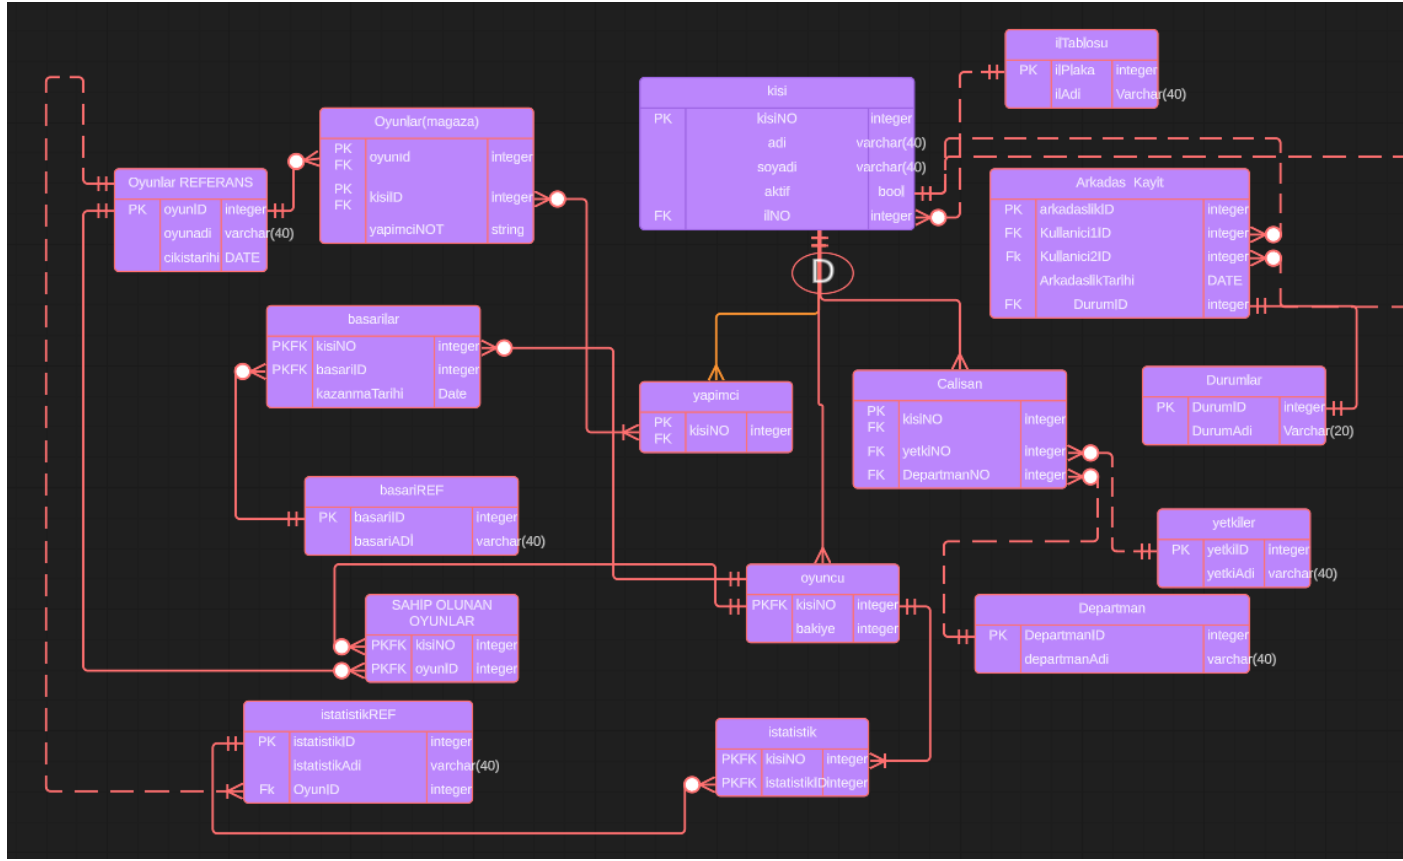 ilTablosu
PK ilPlaka integer
ilAdi Varchar(40)
kisi
PK kisiNO integer
adi varchar(40)
soyadi varchar(40)
aktif bool
FK ilNO integer
Oyunlar(magaza)
PK
FK oyunId integer
PK
FK kisiID integer
yapimciNOT string
Oyunlar REFERANS
PK oyunID integer
oyunadi varchar(40)
cikistarihi DATE
Arkadas Kayit
PK arkadaslikID integer
FK Kullanici1ID integer
Fk Kullanici2ID integer
ArkadaslikTarihi DATE
FK DurumID integer
D
basarilar
PKFK kisiNO integer
PKFK basariID integer
kazanmaTarihi Date
yapimci
PK
FK kisiNO integer
Calisan
PK
FK kisiNO integer
FK yetkiNO integer
FK DepartmanNO integer
Durumlar
PK DurumID integer
DurumAdi Varchar(20)
basariREF
PK basariID integer
basariADI varchar(40)
yetkiler
PK yetkiID integer
yetkiAdi varchar(40)
oyuncu
PKFK kisiNO integer
bakiye integer
SAHIP OLUNAN
OYUNLAR
PKFK kisiNO integer
PKFK oyunID integer
Departman
PK DepartmanID integer
departmanAdi varchar(40)
istatistikREF
PK istatistikID integer
istatistikAdi varchar(40)
Fk OyunID integer
istatistik
PKFK kisiNO integer
PKFK istatistikID integer